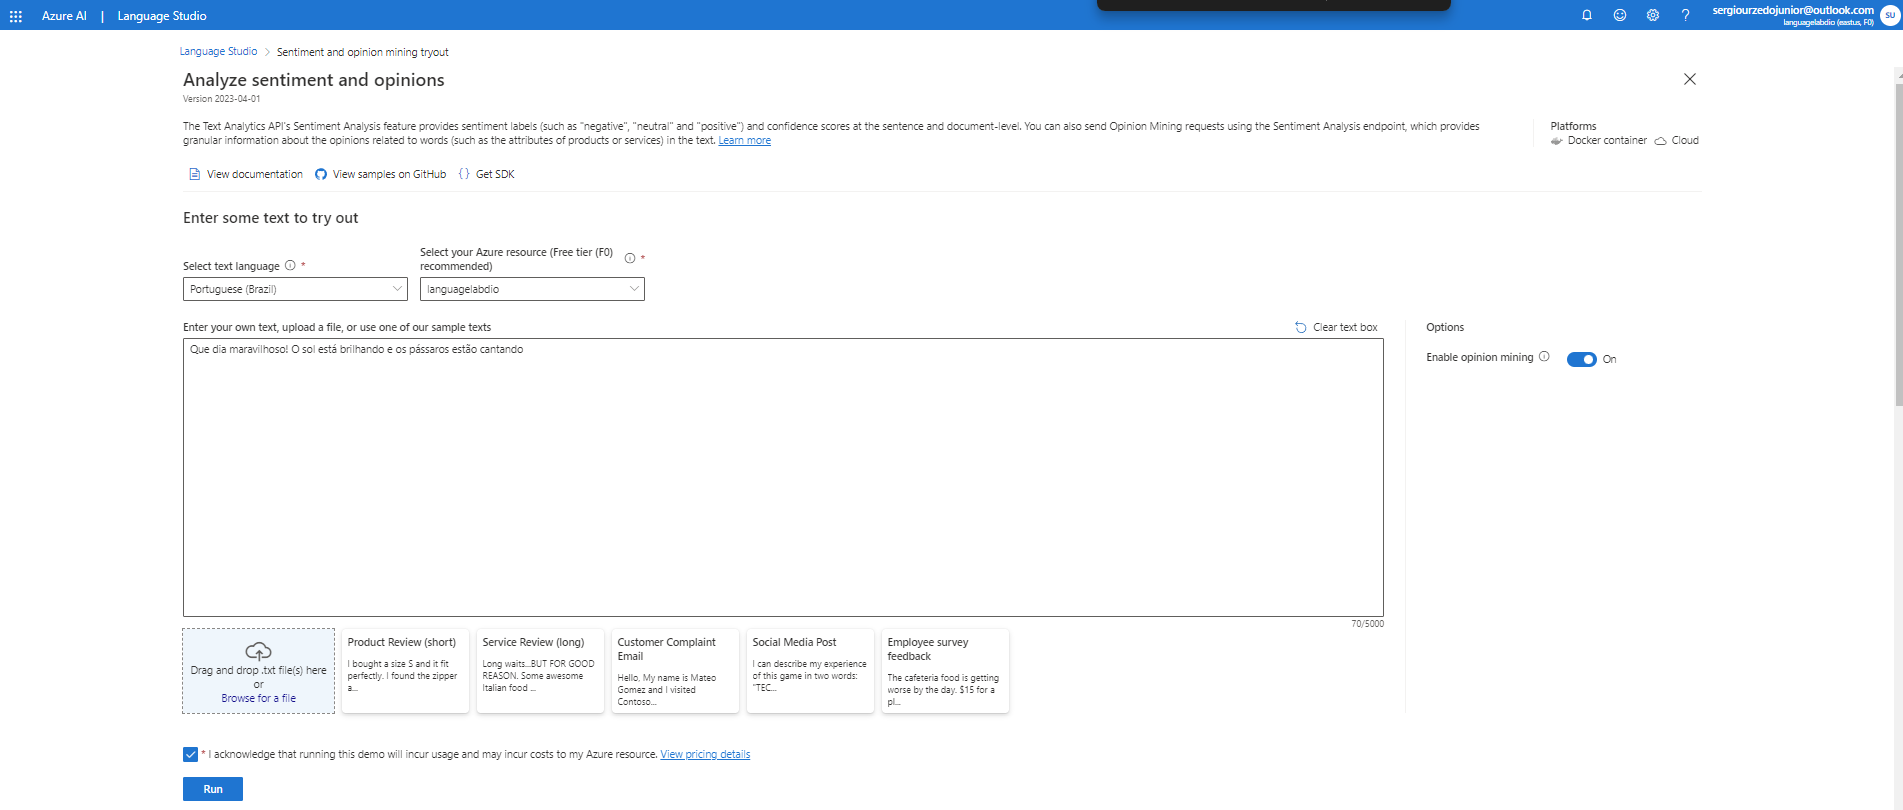 Azure AI | Language Studio
sergiourzedojunior@outlook.com
languagelabdio (eastus, F0)
SU
Language Studio > Sentiment and opinion mining tryout
Analyze sentiment and opinions
Version 2023-04-01
The Text Analytics API's Sentiment Analysis feature provides sentiment labels (such as "negative", "neutral" and "positive") and confidence scores at the sentence and document-level. You can also send Opinion Mining requests using the Sentiment Analysis endpoint, which provides
granular information about the opinions related to words (such as the attributes of products or services) in the text. Learn more
Platforms
Docker container Cloud
View documentation View samples on GitHub {} Get SDK
Enter some text to try out
Select text language *
Portuguese (Brazil)
Select your Azure resource (Free tier (F0)
recommended) *
languagelabdio
Enter your own text, upload a file, or use one of our sample texts
Clear text box
Que dia maravilhoso! O sol está brilhando e os pássaros estão cantando
70/5000
Options
Enable opinion mining On
Drag and drop .txt file(s) here
or
Browse for a file
Product Review (short)
I bought a size S and it fit
perfectly. I found the zipper
a...
Service Review (long)
Long waits...BUT FOR GOOD
REASON. Some awesome
Italian food ...
Customer Complaint
Email
Hello, My name is Mateo
Gomez and I visited
Contoso...
Social Media Post
I can describe my experience
of this game in two words:
"TEC...
Employee survey
feedback
The cafeteria food is getting
worse by the day. $15 for a
pl...
* I acknowledge that running this demo will incur usage and may incur costs to my Azure resource. View pricing details
Run